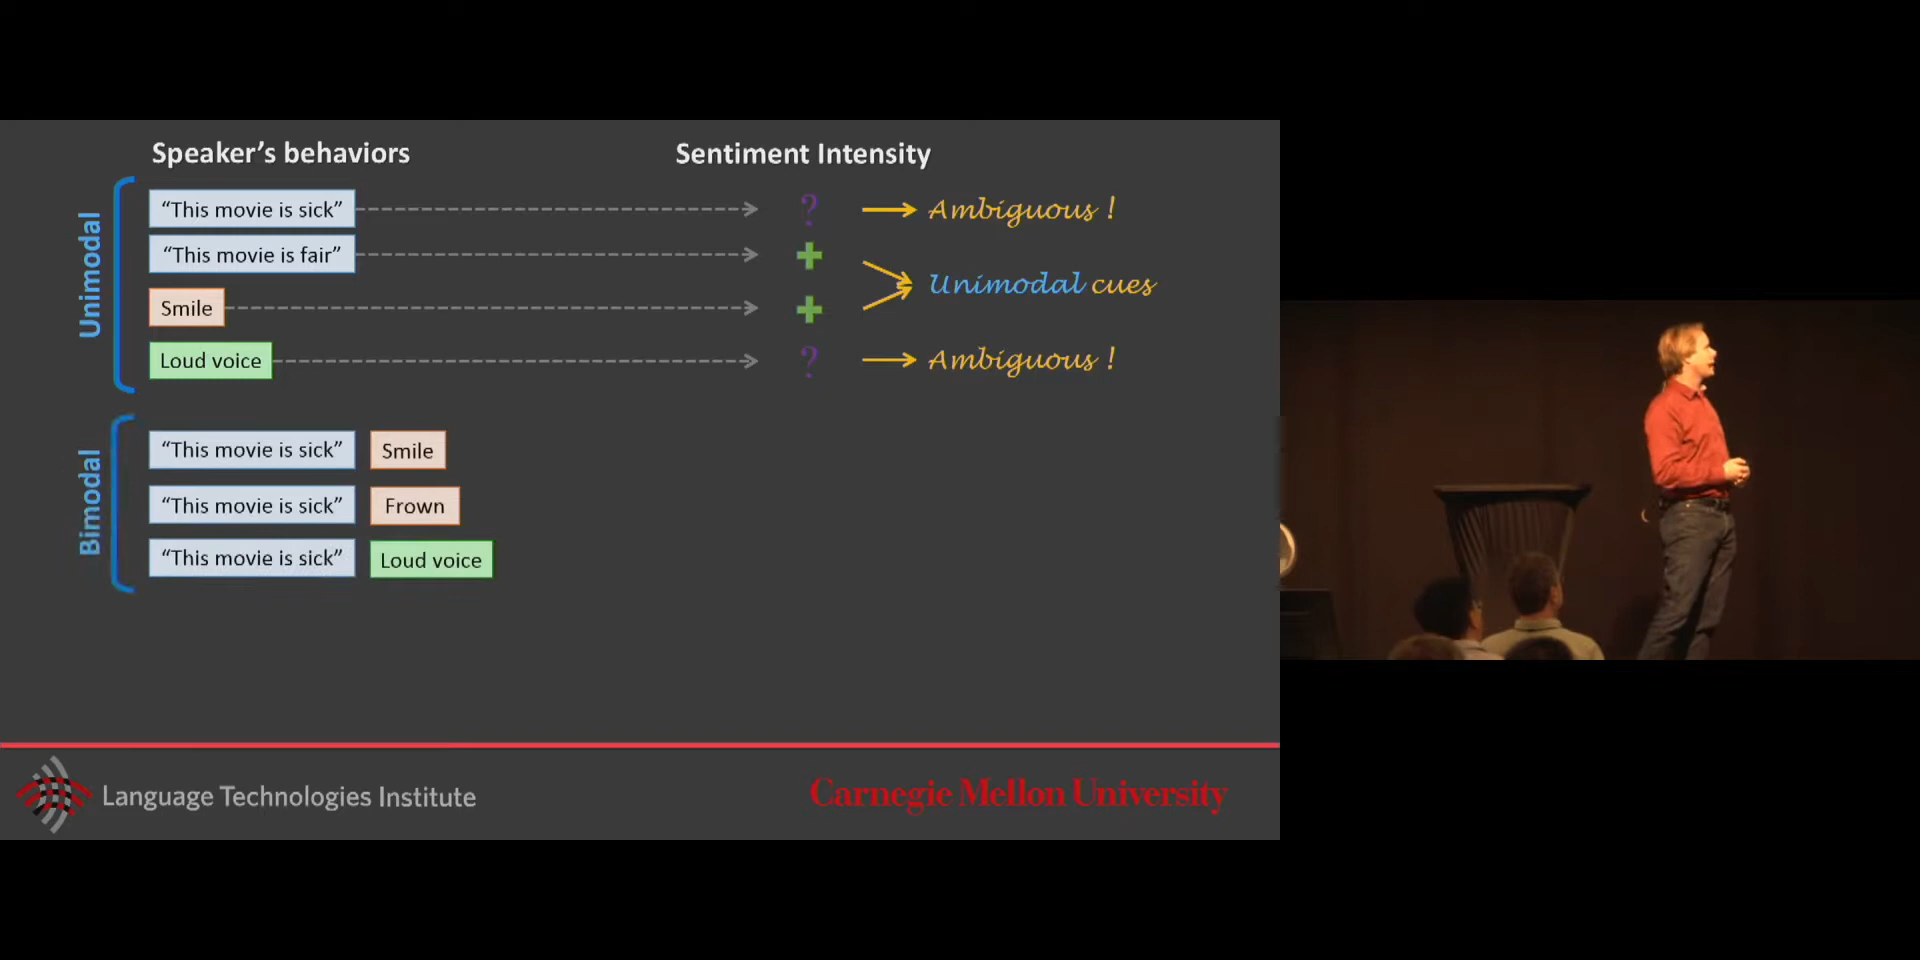 Speaker’s behaviors
Sentiment Intensity
Unimodal
“This movie is sick”
?
Ambiguous !
“This movie is fair”
Unimodal cues
Smile
Loud voice
?
Ambiguous !
Bimodal
“This movie is sick” Smile
“This movie is sick” Frown
“This movie is sick” Loud voice
Language Technologies Institute
Carnegie Mellon University